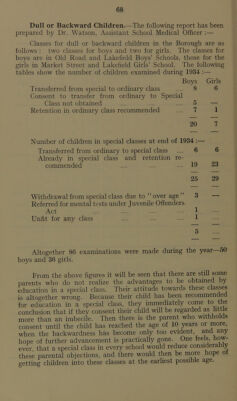 68
Dull or Backward Children.—The following report has been
prepared by Dr. Watson, Assistant School Medical Officer :—
Classes for dull or backward children in the Borough are as
follows : two classes for boys and two for girls. The classes for
boys are in Old Road and Lakefield Boys' Schools, those for the
girls in Market Street and Lakefield Girls' School. The following
tables show the number of children examined during 1934 :—
Boys Girls
Transferred from special to ordinary class 8 6
Consent to transfer from ordinary to Special
Class not obtained ... 5 —
Retention in ordinary class recommended ... 7 1
20 7
Number of children in special classes at end of 1934 :—
Transferred from ordinary to special class ... 6 6
Already in special class and retention re-
commended ... 19 23
25 29
Withdrawal from special class due to "over age" 3 —
Referred for mental tests under Juvenile Offenders
Act ... 1 —
Unfit for any class ... 1 —
5 —
Altogether 86 examinations were made during the year—50
boys and 36 girls.
From the above figures it will be seen that there are still some
parents who do not realize the advantages to be obtained by
education in a special class. Their attitude towards these classes
is altogether wrong. Because their child has been recommended
for education in a special class, they immediately come to the
conclusion that if they consent their child will be regarded as little
more than an imbecile. Then there is the parent who withholds
consent until the child has reached the age of 10 years or more,
when the backwardness has become only too evident, and any
hope of further advancement is practically gone. One feels, how-
ever, that a special class in every school would reduce considerably
these parental objections, and there would then be more hope of
getting children into these classes at the earliest possible age.